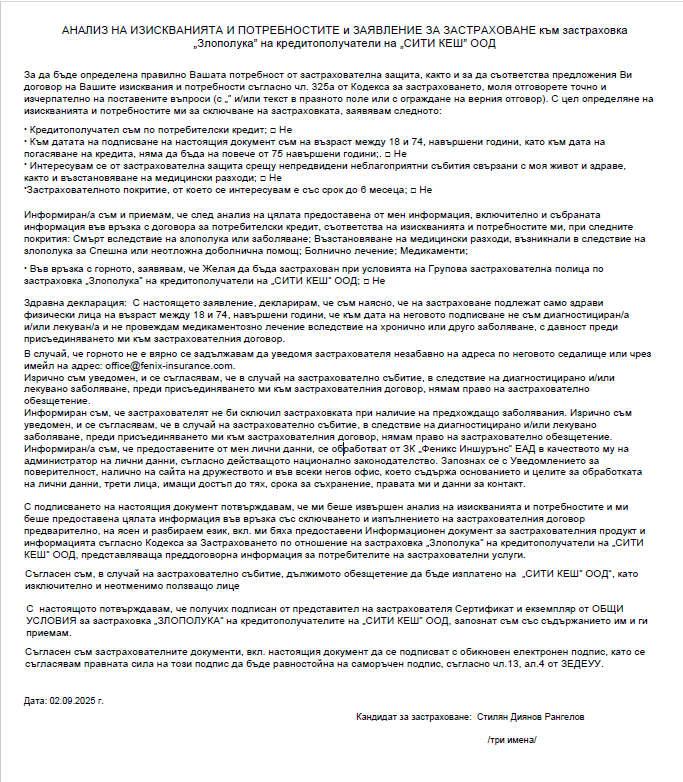 АНАЛИЗ НА ИЗИСКВАНИЯТА И ПОТРЕБНОСТИТЕ и ЗАЯВЛЕНИЕ ЗА ЗАСТРАХОВАНЕ към застраховка
„Злополука" на кредитополучатели на „СИТИ КЕШ" ООД
За да бъде определена правилно Вашата потребност от застрахователна защита, както и за да съответства предложения Ви
договор на Вашите изисквания и потребности съгласно чл. 325а от Кодекса за застраховането, моля отговорете точно и
изчерпателно на поставените въпроси (с „" и/или текст в празното поле или с ограждане на верния отговор). С цел определяне на
изискванията и потребностите ми за сключване на застраховката, заявявам следното:
· Кредитополучател съм по потребителски кредит; □ Не
· Към датата на подписване на настоящия документ съм на възраст между 18 и 74, навършени години, като към датата на
погасяване на кредита, няма да бъда на повече от 75 навършени години;. □ Не
· Интересувам се от застрахователна защита срещу непредвидени неблагоприятни събития свързани с моя живот и здраве,
както и възстановяване на медицински разходи; □ Не
·Застрахователното покритие, от което се интересувам е със срок до 6 месеца; □ Не
Информиран/а съм и приемам, че след анализ на цялата предоставена от мен информация, включително и събраната
информация във връзка с договора за потребителски кредит, съответства на изискванията и потребностите ми, при следните
покрития: Смърт вследствие на злополука или заболяване; Възстановяване на медицински разходи, възникнали в следствие на
злополука за Спешна или неотложна доболнична помощ; Болнично лечение; Медикаменти;
· Във връзка с горното, заявявам, че Желая да бъда застрахован при условията на Групова застрахователна полица по
застраховка „Злополука" на кредитополучатели на „СИТИ КЕШ" ООД; □ Не
Здравна декларация: С настоящето заявление, декларирам, че съм наясно, че на застраховане подлежат само здрави
физически лица на възраст между 18 и 74, навършени години, че към датата на неговото подписване не съм диагностициран/а
и/или лекуван/а и не провеждам медикаментозно лечение вследствие на хронично или друго заболяване, с давност преди
присъединяването ми към застрахователния договор.
В случай, че горното не е вярно се задължавам да уведомя застрахователя незабавно на адреса по неговото седалище или чрез
имейл на адрес: office@fenix-insurance.com.
Изрично съм уведомен, и се съгласявам, че в случай на застрахователно събитие, в следствие на диагностицирано и/или
лекувано заболяване, преди присъединяването ми към застрахователния договор, нямам право на застрахователно
обезщетение.
Информиран съм, че застрахователят не би сключил застраховката при наличие на предхождащо заболявания. Изрично съм
уведомен, и се съгласявам, че в случай на застрахователно събитие, в следствие на диагностицирано и/или лекувано
заболяване, преди присъединяването ми към застрахователния договор, нямам право на застрахователно обезщетение.
Информиран/а съм, че предоставените от мен лични данни, се обработват от ЗК „Феникс Иншурънс" ЕАД в качеството му на
администратор на лични данни, съгласно действащото национално законодателство. Запознах се с Уведомлението за
поверителност, налично на сайта на дружеството и във всеки негов офис, което съдържа основанието и целите за обработката
на лични данни, трети лица, имащи достъп до тях, срока за съхранение, правата ми и данни за контакт.
С подписването на настоящия документ потвърждавам, че ми беше извършен анализ на изискванията и потребностите и ми
беше предоставена цялата информация във връзка със сключването и изпълнението на застрахователния договор
предварително, на ясен и разбираем език, вкл. ми бяха предоставени Информационен документ за застрахователния продукт и
информацията съгласно Кодекса за Застраховането по отношение на застраховка „Злополука" на кредитополучатели на „СИТИ
КЕШ" ООД, представляваща преддоговорна информация за потребителите на застрахователни услуги.
Съгласен съм, в случай на застрахователно събитие, дължимото обезщетение да бъде изплатено на „СИТИ КЕШ" ООД", като
изключително и неотменимо ползващо лице
С настоящото потвърждавам, че получих подписан от представител на застрахователя Сертификат и екземпляр от ОБЩИ
УСЛОВИЯ за застраховка „ЗЛОПОЛУКА" на кредитополучателите на „СИТИ КЕШ" ООД, запознат съм със съдържанието им и ги
приемам.
Съгласен съм застрахователните документи, вкл. настоящия документ да се подписват с обикновен електронен подпис, като се
съгласявам правната сила на този подпис да бъде равностойна на саморъчен подпис, съгласно чл.13, ал.4 от ЗЕДЕУУ.
Дата: 02.09.2025 г.
Кандидат за застраховане: Стилян Диянов Рангелов
/три имена/